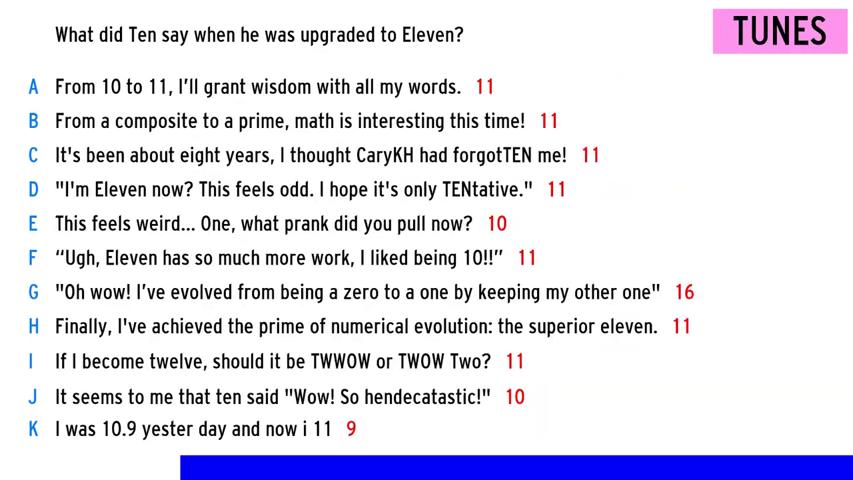 What did Ten say when he was upgraded to Eleven?
TUNES
A From 10 to 11, I'll grant wisdom with all my words. 11
B From a composite to a prime, math is interesting this time! 11
C It's been about eight years, I thought CaryKH had forgotTEN me! 11
D "I'm Eleven now? This feels odd. I hope it's only TENtative." 11
E This feels weird... One, what prank did you pull now? 10
F “Ugh, Eleven has so much more work, I liked being 10!!” 11
G "Oh wow! I've evolved from being a zero to a one by keeping my other one" 16
H Finally, I've achieved the prime of numerical evolution: the superior eleven. 11
I If I become twelve, should it be TWWOW or TWOW Two? 11
J It seems to me that ten said "Wow! So hendecatastic!" 10
K I was 10.9 yester day and now i 11 9